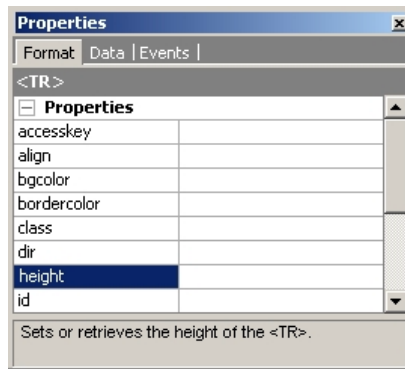 Properties
Format Data | Events |
<TR>
Properties
accesskey
align
bgcolor
bordercolor
class
dir
height
id
Sets or retrieves the height of the <TR>.